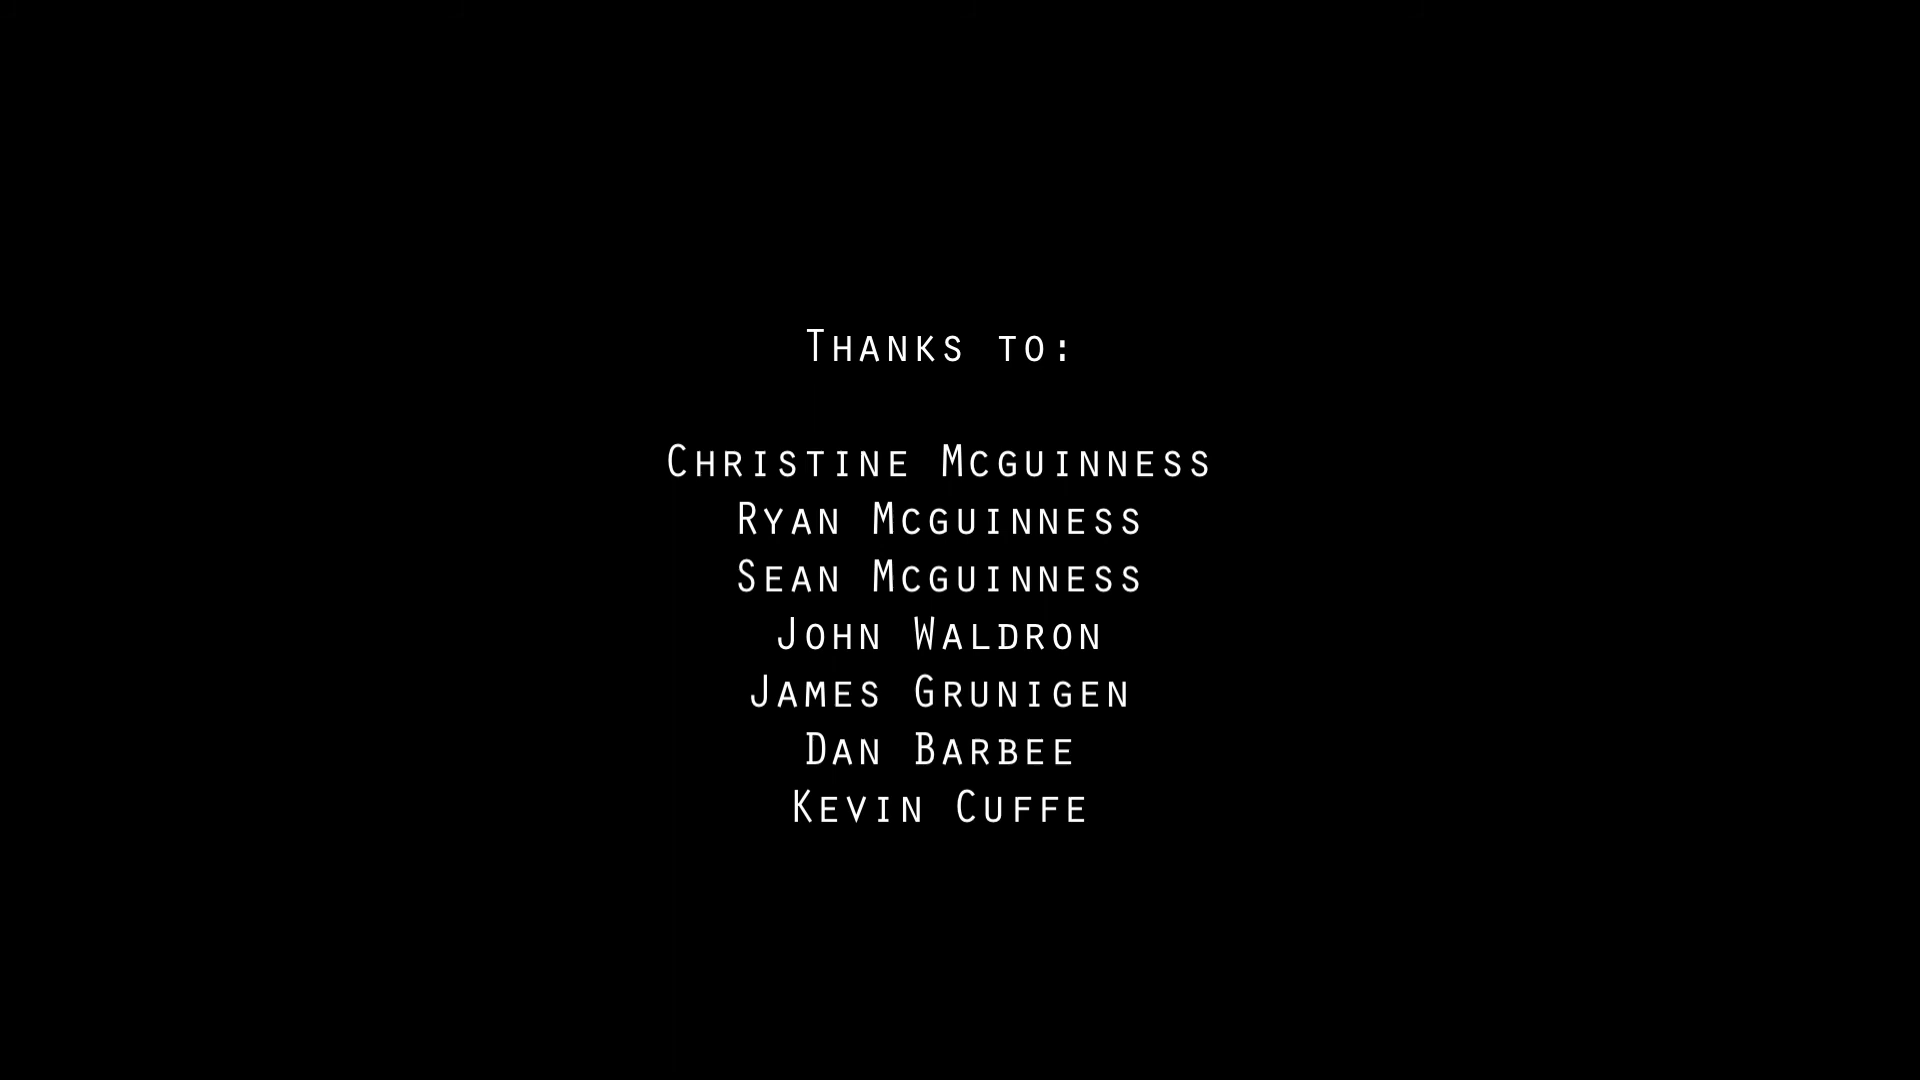 Thanks to:
Christine Mcguinness
Ryan Mcguinness
Sean Mcguinness
John Waldron
James Grunigen
Dan Barbee
Kevin Cuffe